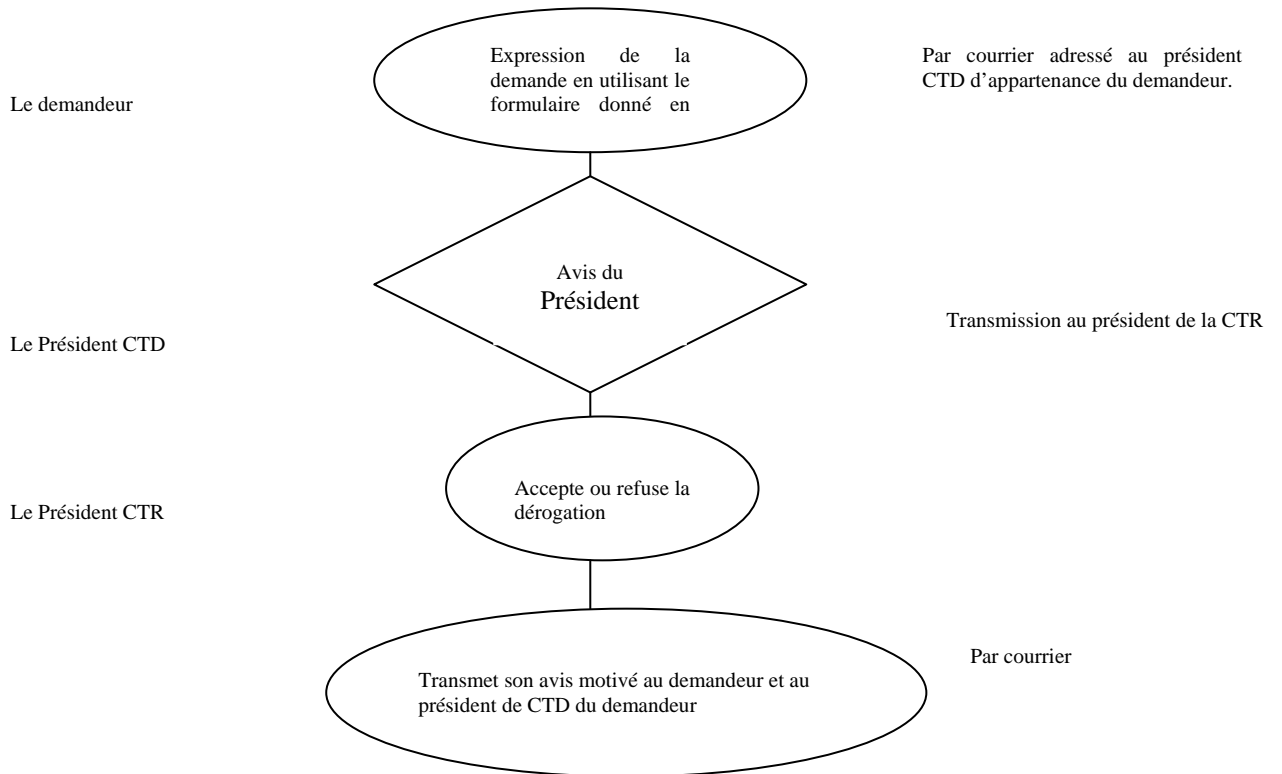 Expression de la
demande en utilisant le
formulaire donné en
Par courrier adressé au président
CTD d'appartenance du demandeur.
Le demandeur
Avis du
Président
Transmission au président de la CTR
Le Président CTD
Accepte ou refuse la
dérogation
Le Président CTR
Par courrier
Transmet son avis motivé au demandeur et au
président de CTD du demandeur